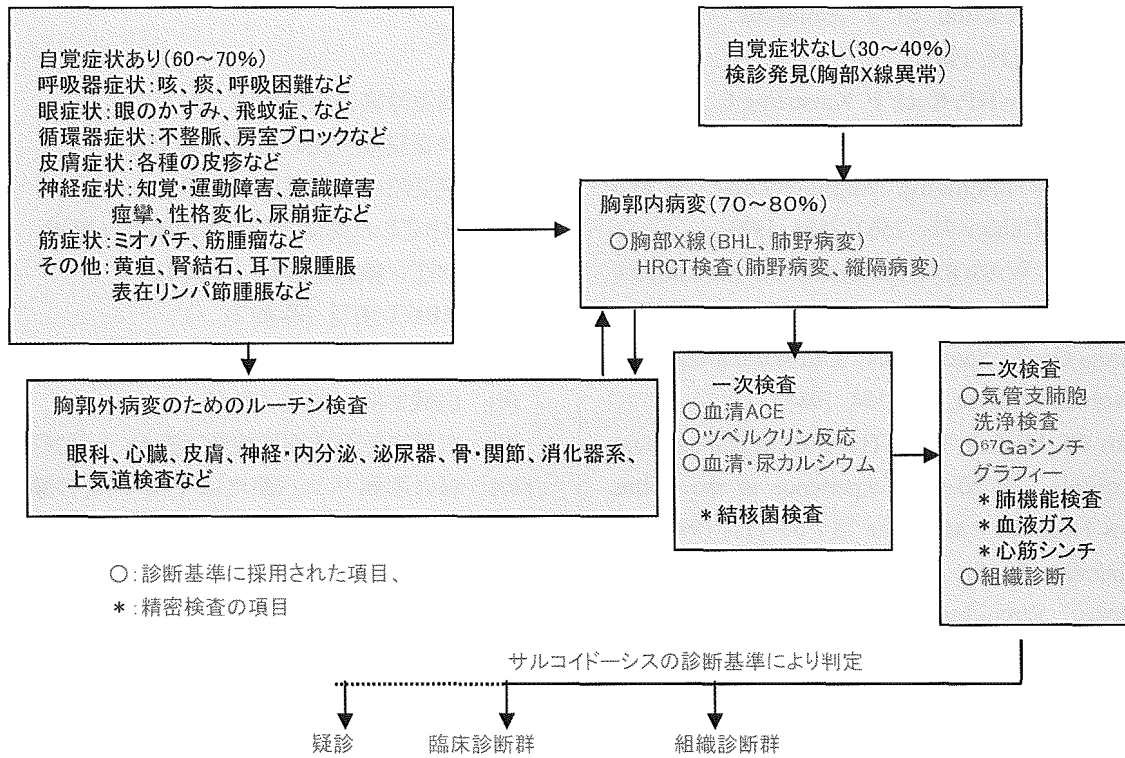 自覚症状あり(60～70%)
呼吸器症状:咳、痰、呼吸困難など
眼症状:眼のかすみ、飛蚊症、など
循環器症状:不整脈、房室ブロックなど
皮膚症状:各種の皮疹など
神経症状:知覚・運動障害、意識障害
痙攣、性格変化、尿崩症など
筋症状:ミオパチ、筋腫瘤など
その他:黄疸、腎結石、耳下腺腫脹
表在リンパ節腫脹など
自覚症状なし(30～40%)
検診発見(胸部X線異常)
胸郭内病変(70～80%)
○胸部X線(BHL、肺野病変)
HRCT検査(肺野病変、縦隔病変)
胸郭外病変のためのルーチン検査
眼科、心臓、皮膚、神経・内分泌、泌尿器、骨・関節、消化器系、
上気道検査など
一次検査
○血清ACE
○ツベルクリン反応
○血清・尿カルシウム
*結核菌検査
二次検査
○気管支肺胞
洗浄検査
○⁶⁷Gaシンチ
グラフィー
*肺機能検査
*血液ガス
*心筋シンチ
○組織診断
○:診断基準に採用された項目、
*:精密検査の項目
サルコイドーシスの診断基準により判定
疑診
臨床診断群
組織診断群